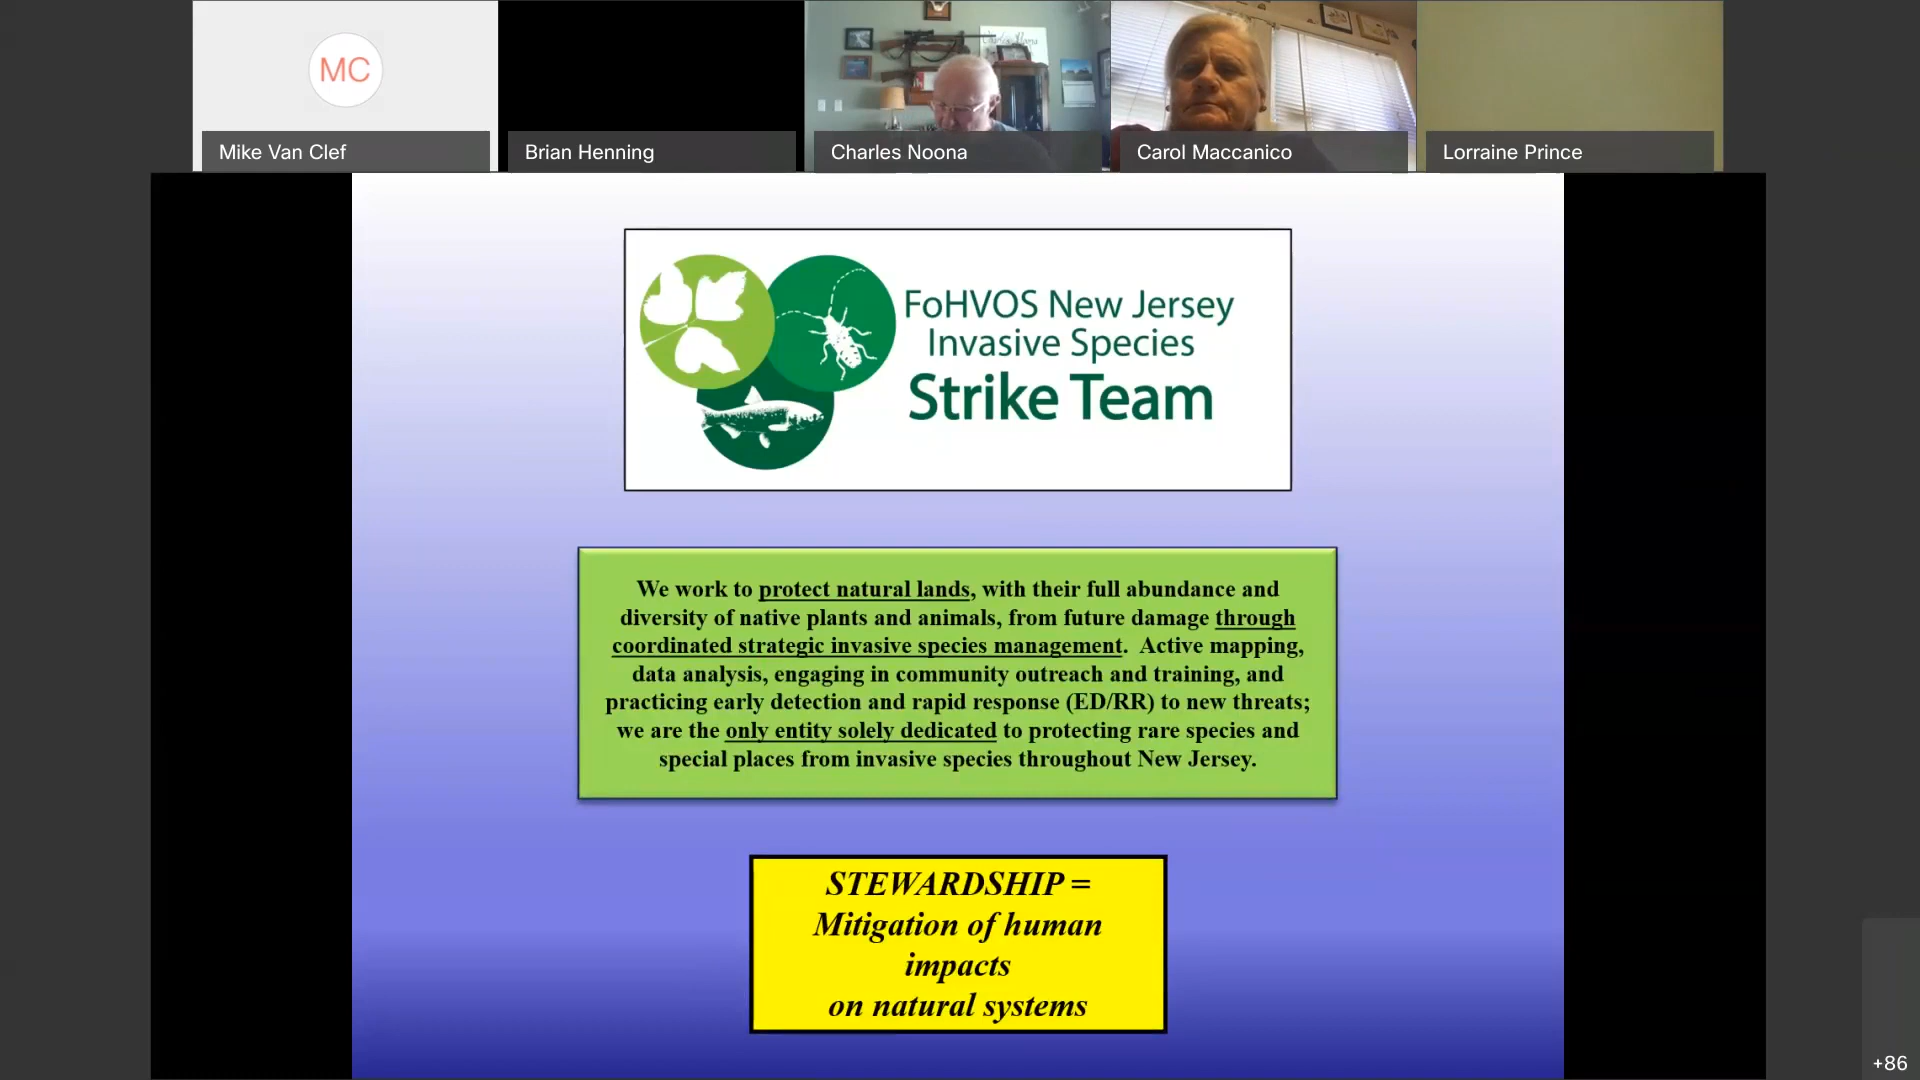 MC
Mike Van Clef
Brian Henning
Charles Noona
Carol Maccanico
Lorraine Prince
FoHVOS New Jersey
Invasive Species
Strike Team
We work to protect natural lands, with their full abundance and
diversity of native plants and animals, from future damage through
coordinated strategic invasive species management. Active mapping,
data analysis, engaging in community outreach and training, and
practicing early detection and rapid response (ED/RR) to new threats;
we are the only entity solely dedicated to protecting rare species and
special places from invasive species throughout New Jersey.
STEWARDSHIP =
Mitigation of human
impacts
on natural systems
+86